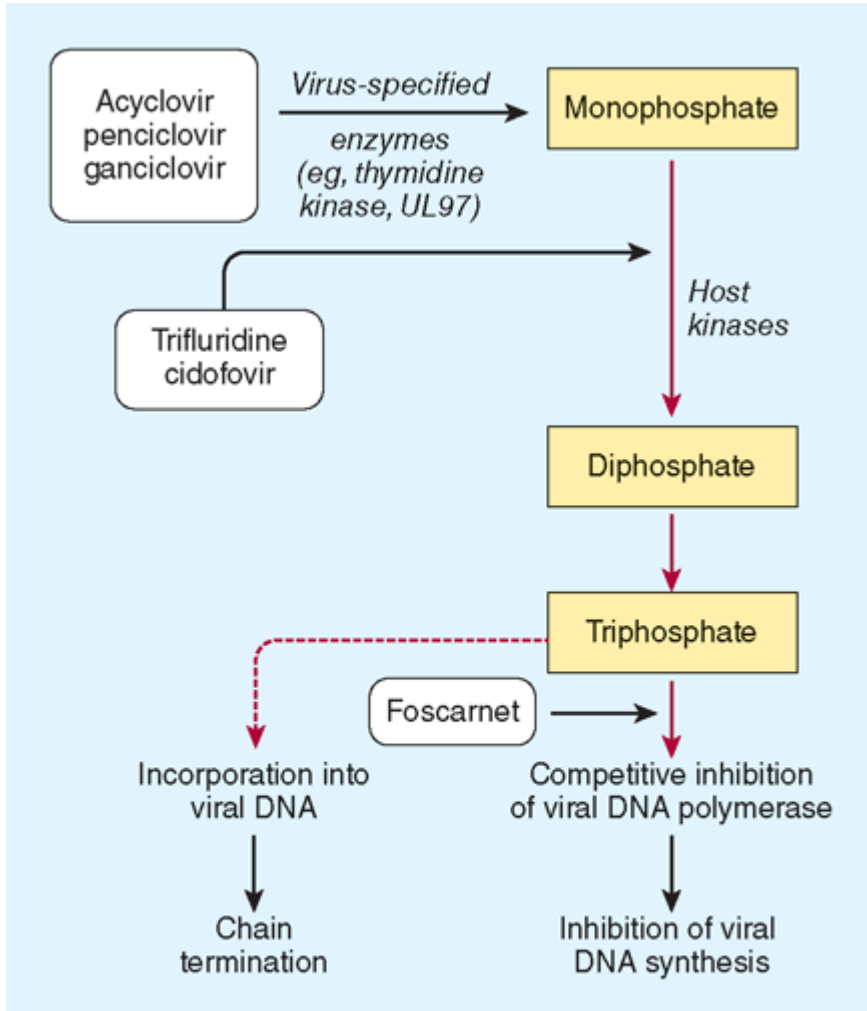 Acyclovir
penciclovir
ganciclovir
Virus-specified
enzymes
(eg, thymidine
kinase, UL97)
Monophosphate
Trifluridine
cidofovir
Host
kinases
Diphosphate
Triphosphate
Foscarnet
Incorporation into
viral DNA
Competitive inhibition
of viral DNA polymerase
Chain
termination
Inhibition of viral
DNA synthesis